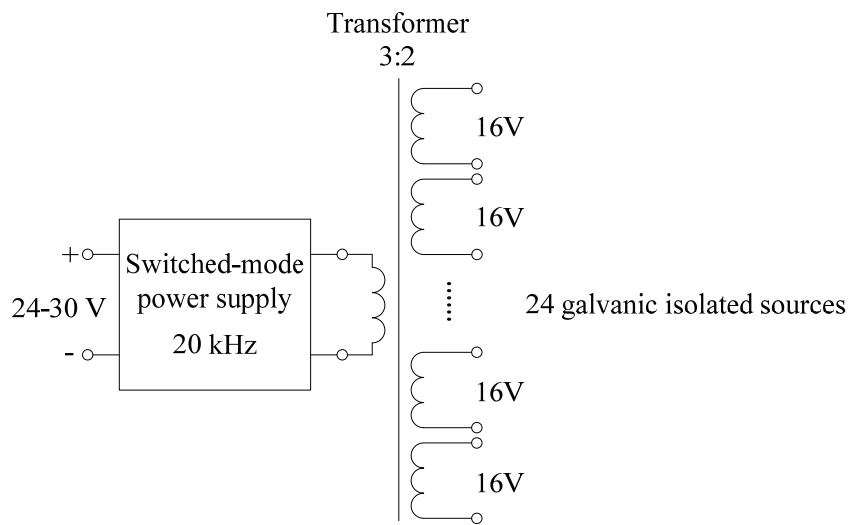 Transformer
3:2
16V
16V
+
Switched-mode
power supply
24-30 V
20 kHz
-
24 galvanic isolated sources
16V
16V